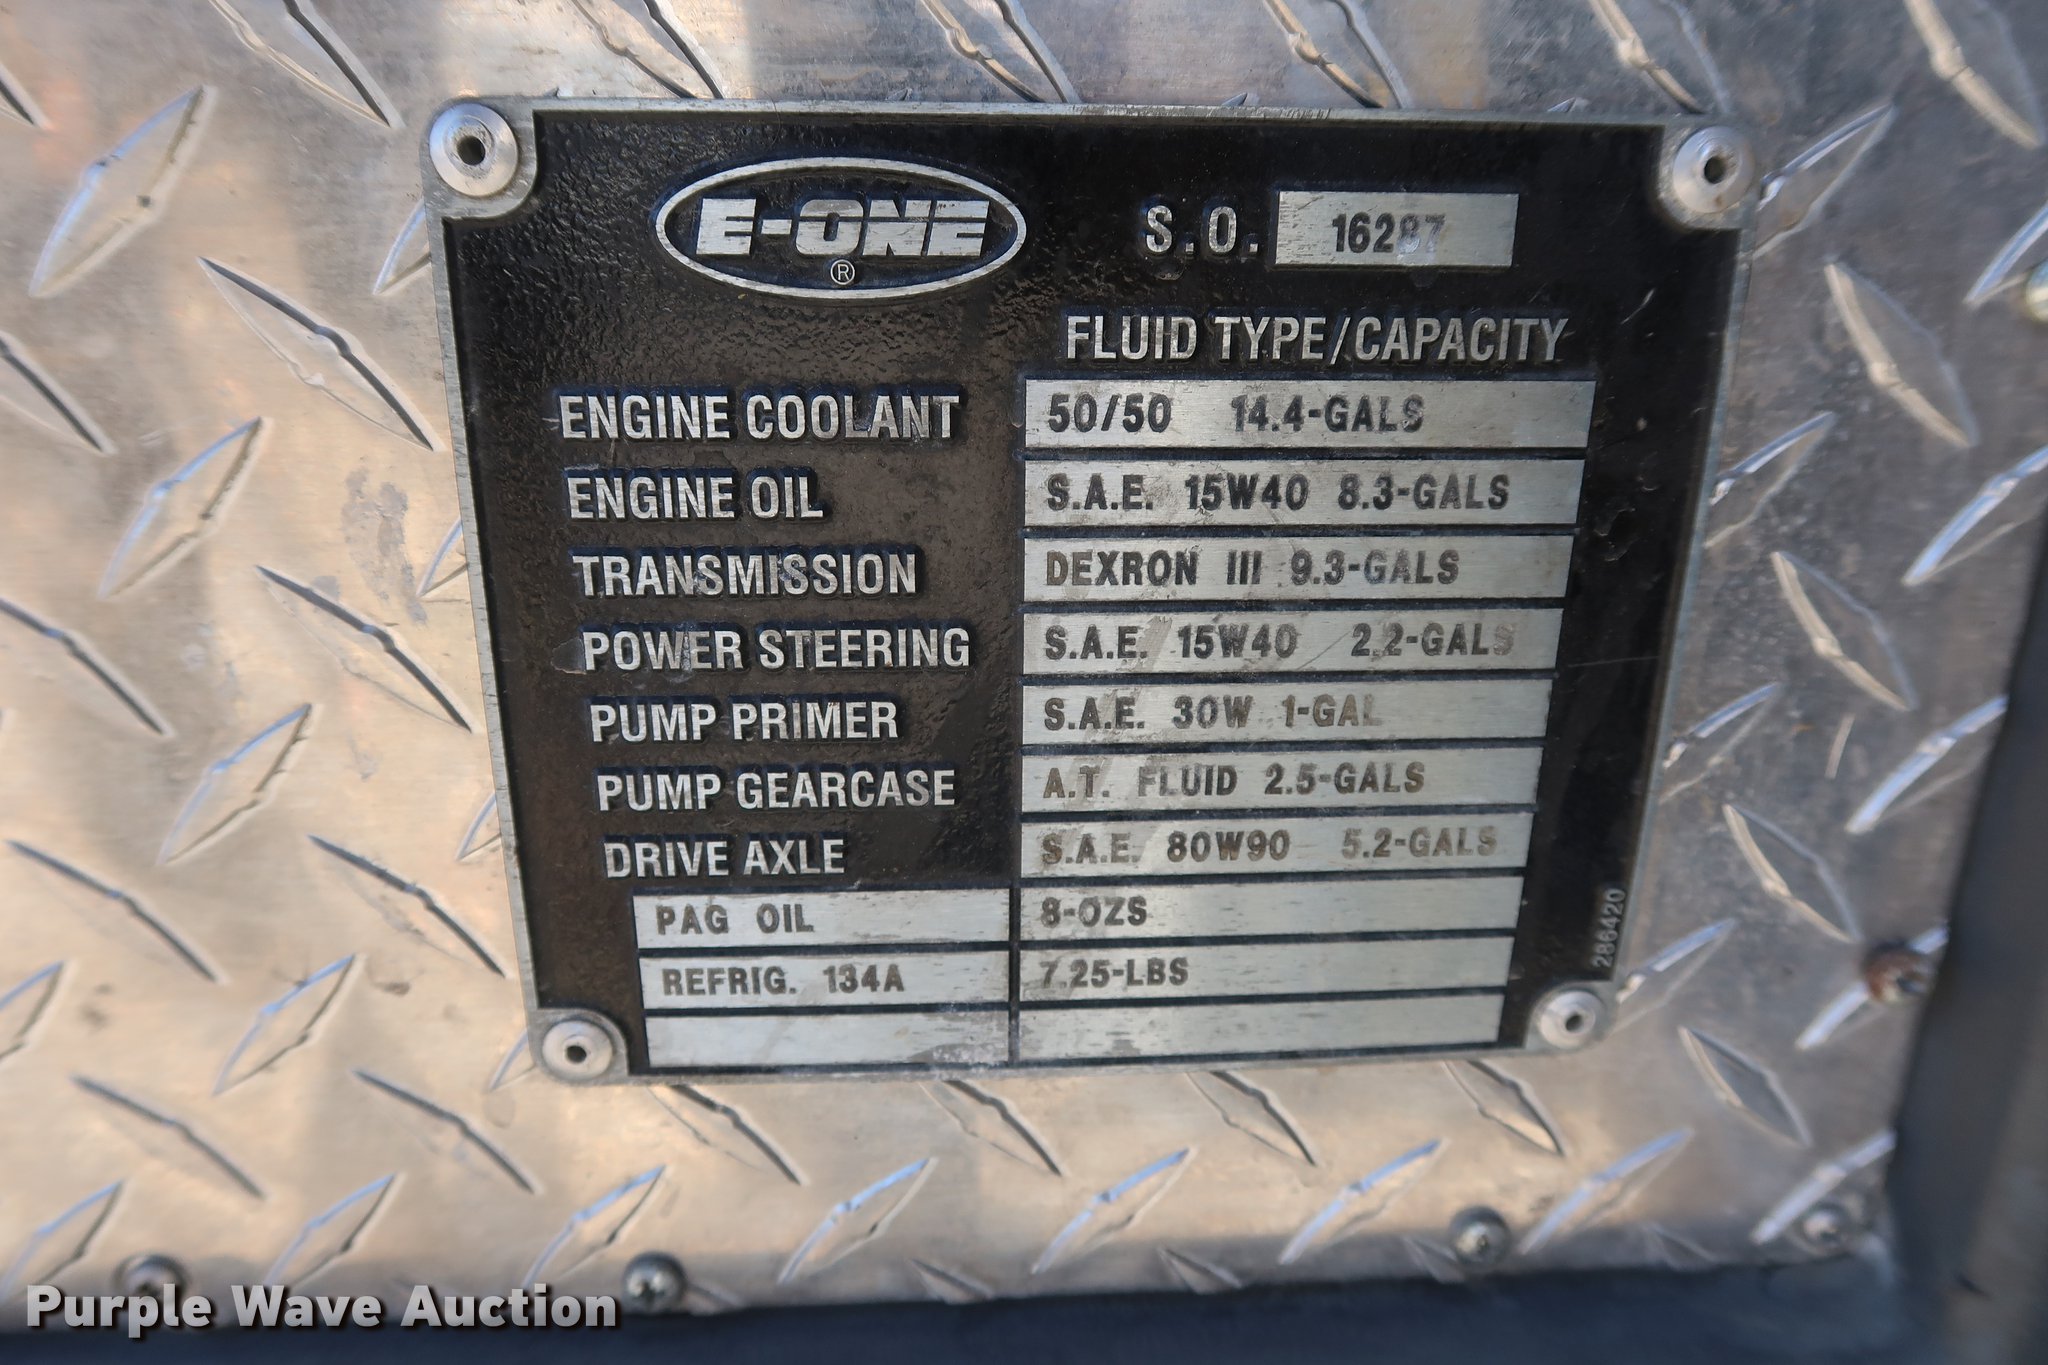 E-ONE
®
S.O. 16287
FLUID TYPE/CAPACITY
ENGINE COOLANT 50/50 14.4-GALS
ENGINE OIL S.A.E. 15W40 8.3-GALS
TRANSMISSION DEXRON III 9.3-GALS
POWER STEERING S.A.E. 15W40 2.2-GALS
PUMP PRIMER S.A.E. 30W 1-GAL
PUMP GEARCASE A.T. FLUID 2.5-GALS
DRIVE AXLE S.A.E. 80W90 5.2-GALS
PAG OIL 8-OZS
REFRIG. 134A 7.25-LBS
286420
Purple Wave Auction